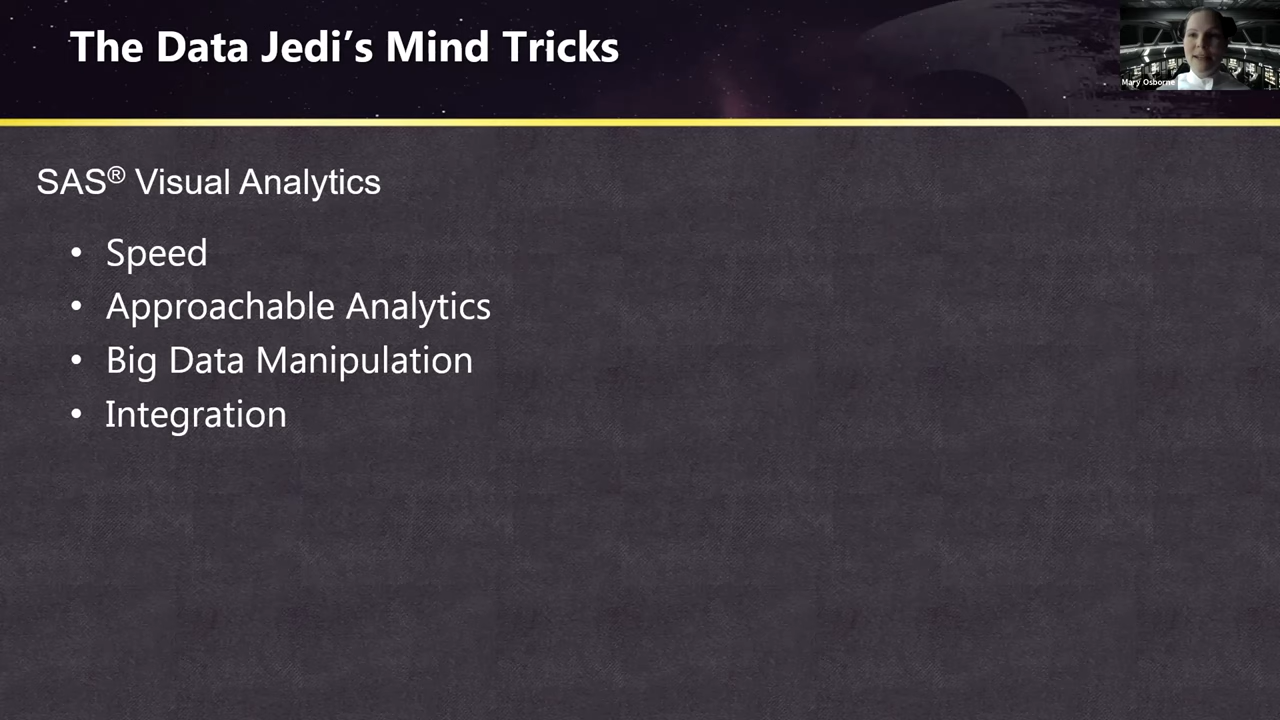 The Data Jedi’s Mind Tricks
Mary Osborne
SAS® Visual Analytics
• Speed
• Approachable Analytics
• Big Data Manipulation
• Integration